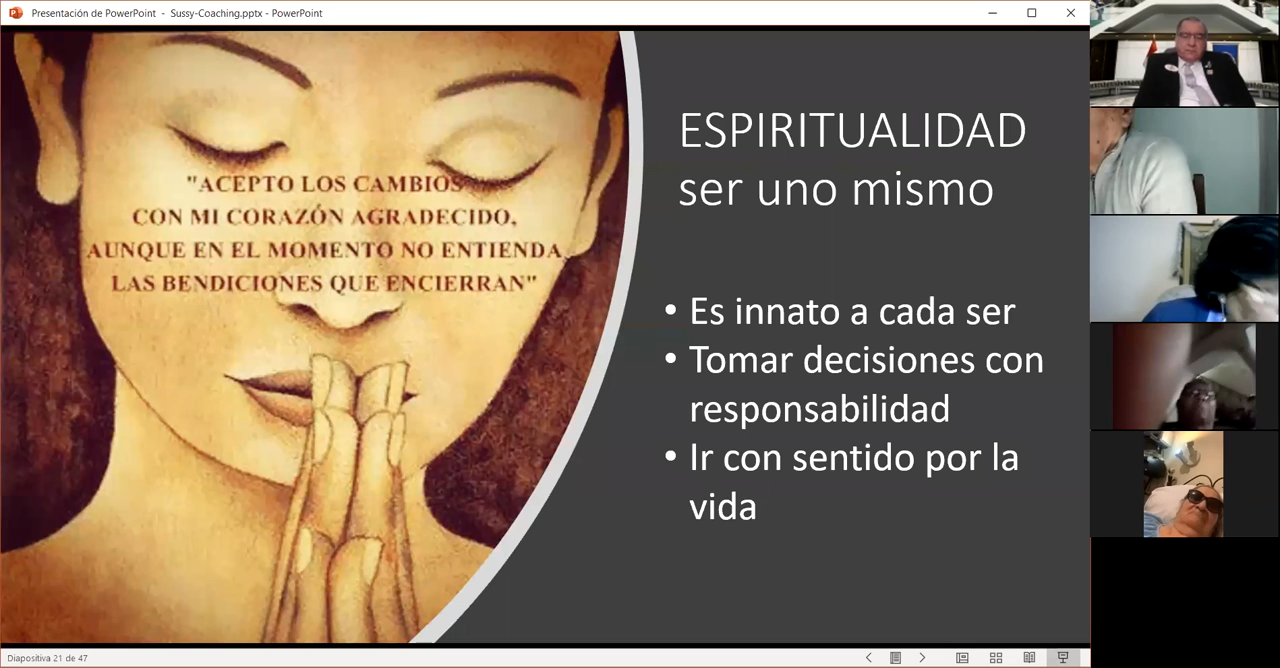 Presentación de PowerPoint - Sussy-Coaching.pptx - PowerPoint
"ACEPTO LOS CAMBIOS
CON MI CORAZÓN AGRADECIDO,
AUNQUE EN EL MOMENTO NO ENTIENDA
LAS BENDICIONES QUE ENCIERRAN"
ESPIRITUALIDAD
ser uno mismo
• Es innato a cada ser
• Tomar decisiones con
responsabilidad
• Ir con sentido por la
vida
Diapositiva 21 de 47